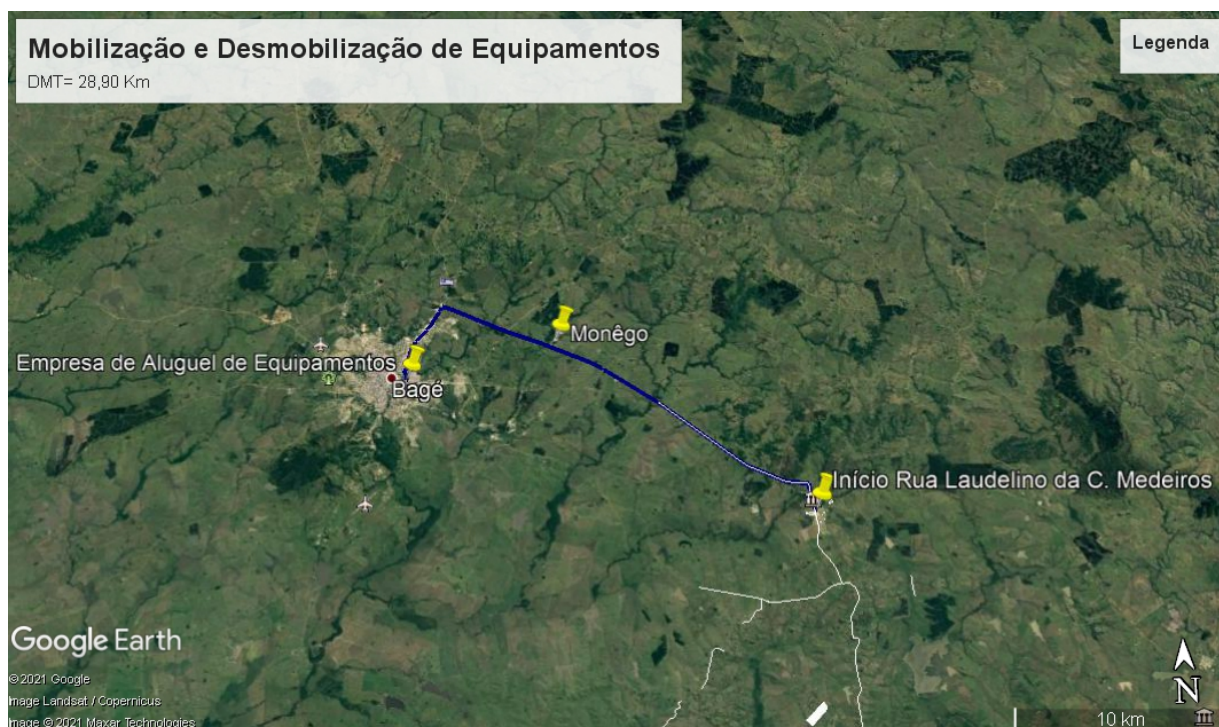 Mobilização e Desmobilização de Equipamentos
DMT= 28,90 Km
Legenda
Monêgo
Empresa de Aluguel de Equipamentos
Bagé
Início Rua Laudelino da C. Medeiros
Google Earth
©2021 Google
Image Landsat / Copernicus
Image © 2021 Maxar Technologies
N
10 km